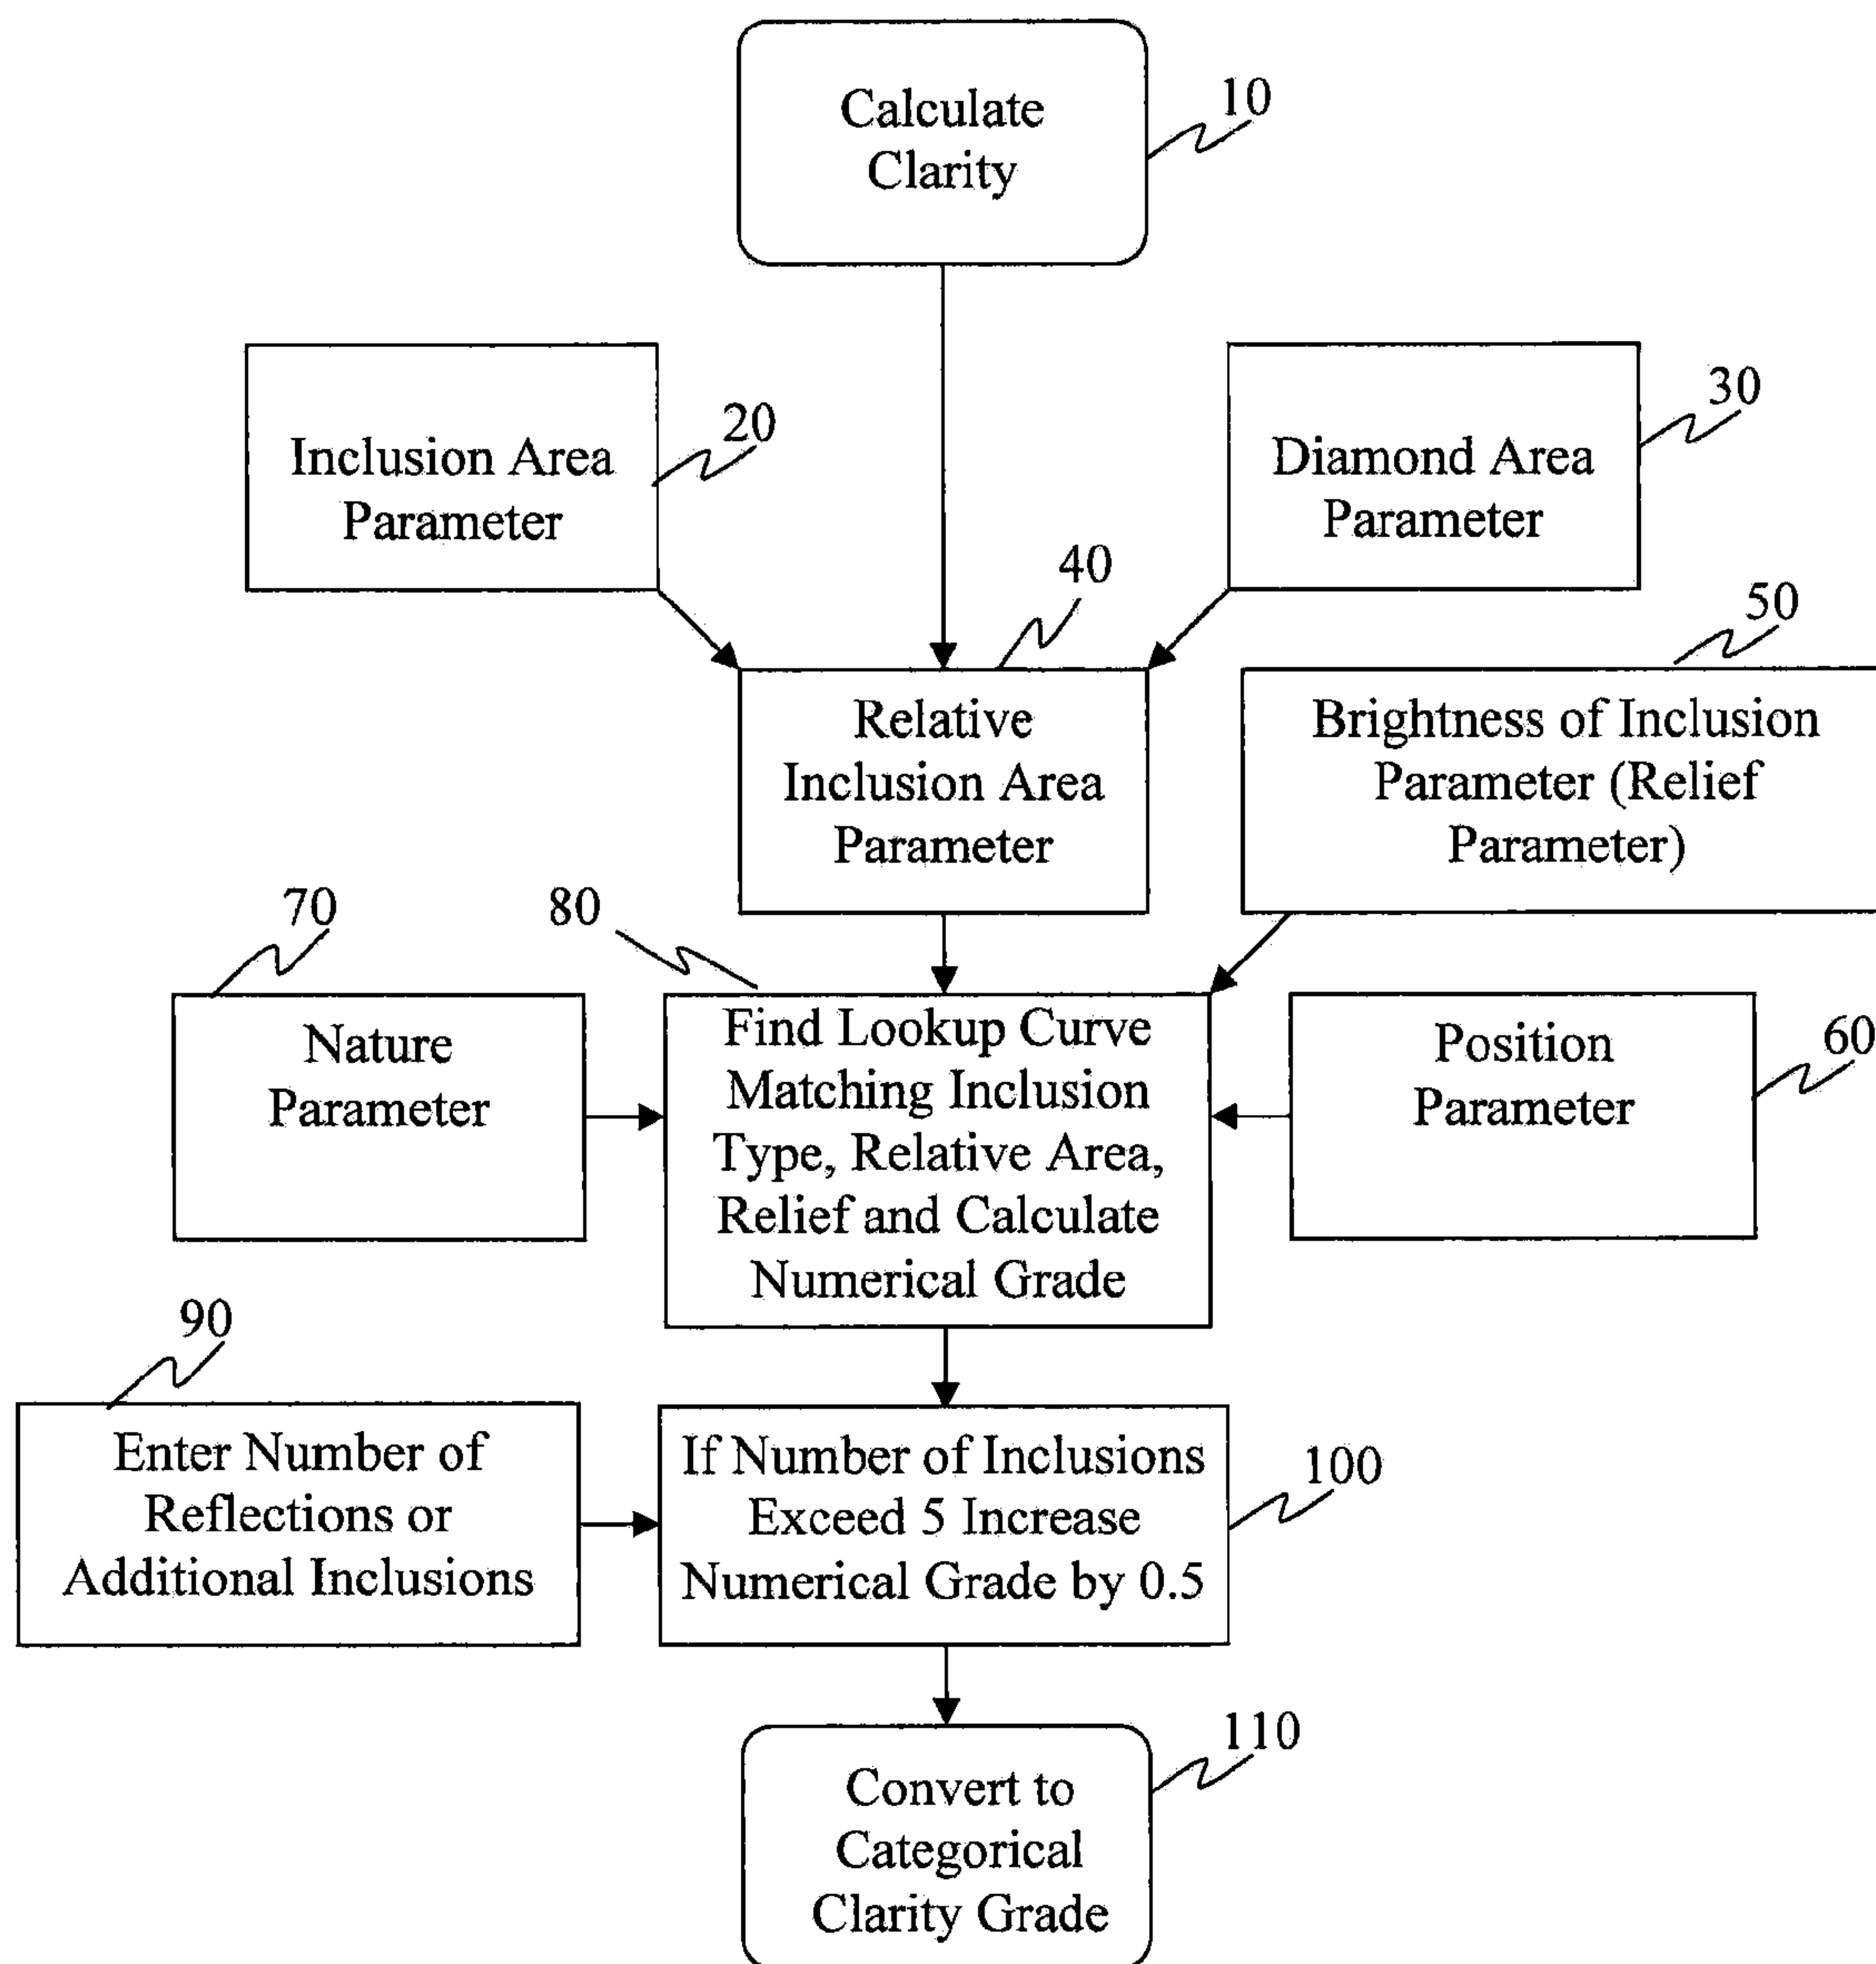 Calculate
Clarity
10
Inclusion Area
Parameter
20
Diamond Area
Parameter
30
40
Relative
Inclusion Area
Parameter
50
Brightness of Inclusion
Parameter (Relief
Parameter)
70
Nature
Parameter
80
Find Lookup Curve
Matching Inclusion
Type, Relative Area,
Relief and Calculate
Numerical Grade
Position
Parameter
60
90
Enter Number of
Reflections or
Additional Inclusions
If Number of Inclusions
Exceed 5 Increase
Numerical Grade by 0.5
100
Convert to
Categorical
Clarity Grade
110